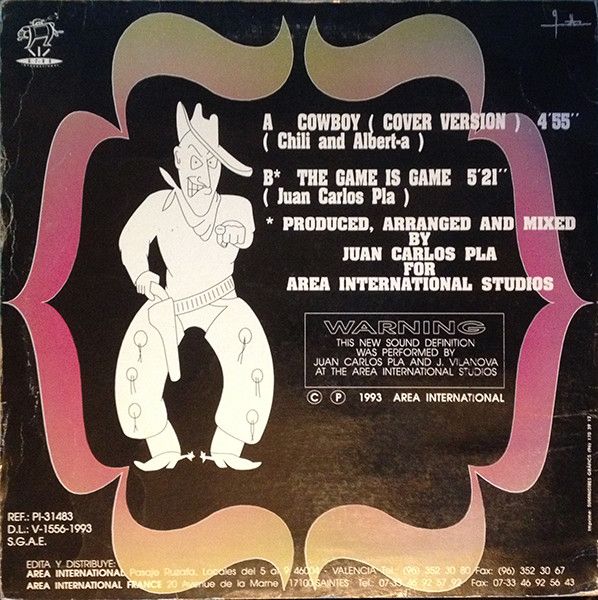 A COWBOY ( COVER VERSION ) 4'55"
( Chili and Albert-a )
B* THE GAME IS GAME 5'21"
( Juan Carlos Pla )
* PRODUCED, ARRANGED AND MIXED
BY
JUAN CARLOS PLA
FOR
AREA INTERNATIONAL STUDIOS
WARNING
THIS NEW SOUND DEFINITION
WAS PERFORMED BY
JUAN CARLOS PLA AND J. VILANOVA
AT THE AREA INTERNATIONAL STUDIOS
© Ⓟ 1993 AREA INTERNATIONAL
REF.: PI-31483
D.L.: V-1556-1993
S.G.A.E.
EDITA Y DISTRIBUYE:
AREA INTERNATIONAL Pasaje Ruzafa, Locales del 5 al 9 46004 - VALENCIA Tel.: (96) 352 30 80 Fax: (96) 352 30 67
AREA INTERNATIONAL FRANCE 20 Avenue de la Marne 17100 SAINTES Tel.: 07-33 46 92 57 92 Fax: 07-33 46 92 56 43